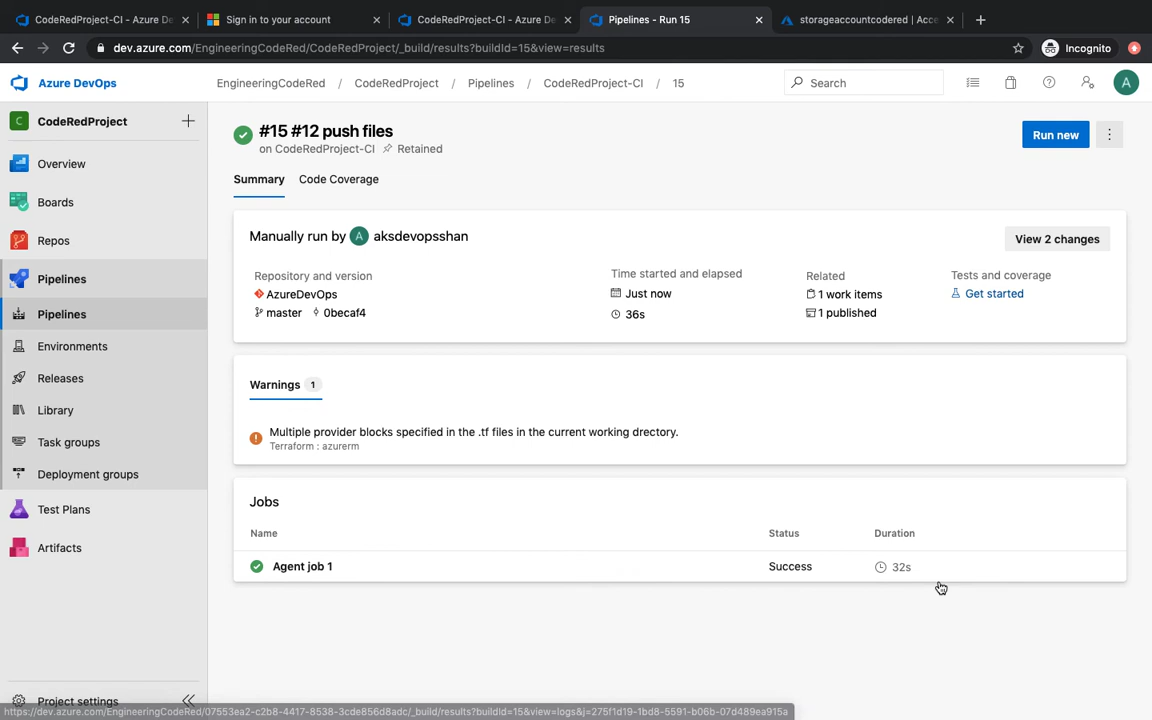 CodeRedProject-CI - Azure De
Sign in to your account
CodeRedProject-CI - Azure De
Pipelines - Run 15
storageaccountcodered | Acce
dev.azure.com/EngineeringCodeRed/CodeRedProject/_build/results?buildId=15&view=results
Incognito
Azure DevOps
EngineeringCodeRed / CodeRedProject / Pipelines / CodeRedProject-CI / 15
Search
A
C CodeRedProject
Overview
Boards
Repos
Pipelines
Pipelines
Environments
Releases
Library
Task groups
Deployment groups
Test Plans
Artifacts
Project settings
#15 #12 push files
on CodeRedProject-CI Retained
Run new
Summary Code Coverage
Manually run by A aksdevopsshan
View 2 changes
Repository and version
AzureDevOps
master 0becaf4
Time started and elapsed
Just now
36s
Related
1 work items
1 published
Tests and coverage
Get started
Warnings 1
Multiple provider blocks specified in the .tf files in the current working directory.
Terraform : azurerm
Jobs
Name Status Duration
Agent job 1 Success 32s
https://dev.azure.com/EngineeringCodeRed/07553ea2-c2b8-4417-8538-3cde856d8adc/_build/results?buildId=15&view=logs&j=275f1d19-1bd8-5591-b06b-07d489ea915a